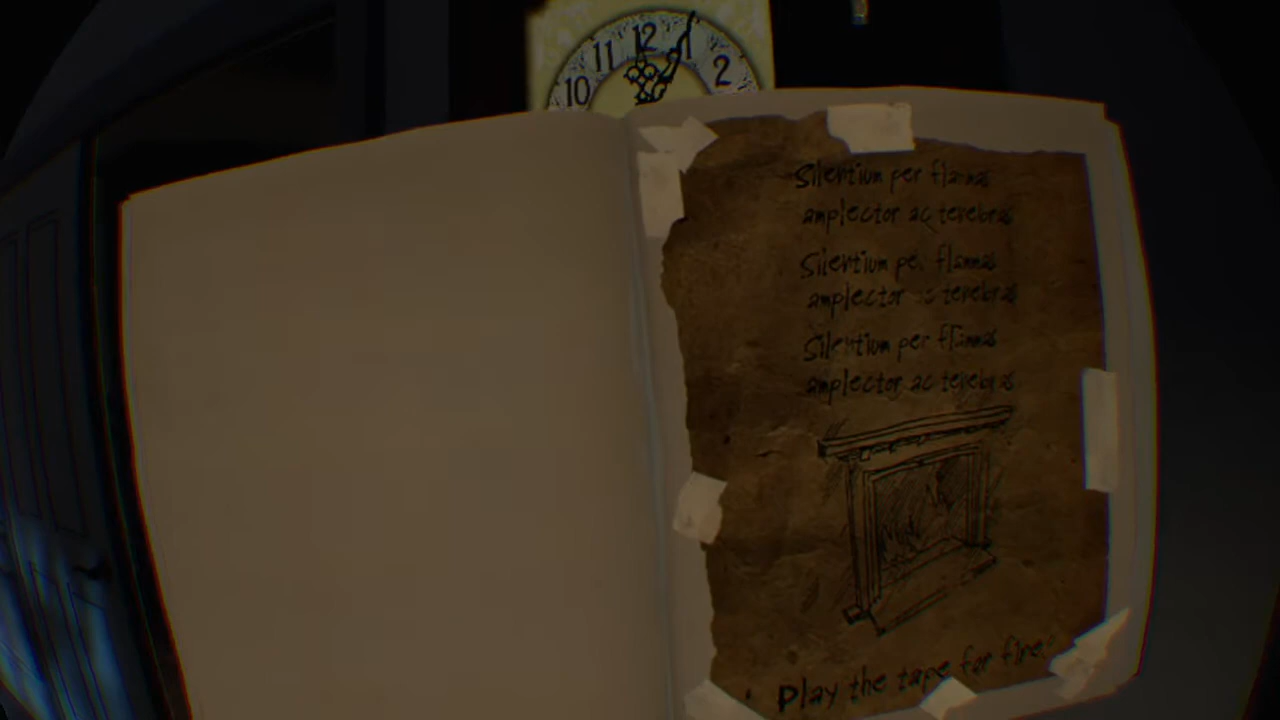 10 11 12 1 2
Silentium per flammas
amplector ac tenebras
Silentium per flammas
amplector ac tenebras
Silentium per flammas
amplector ac tenebras
Play the tape for fire.